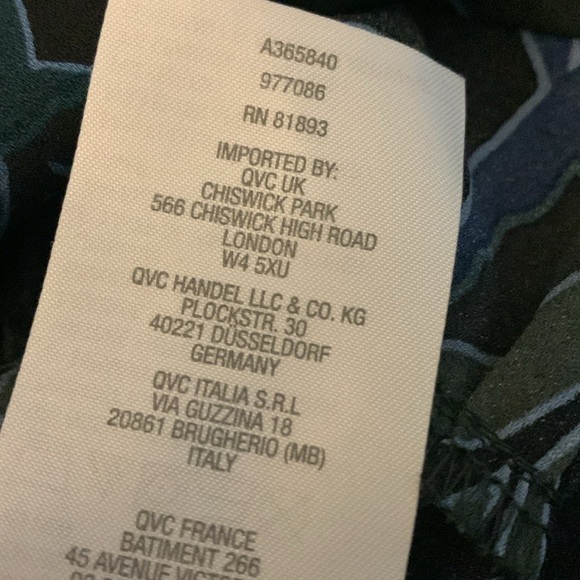 A365840
977086
RN 81893
IMPORTED BY:
QVC UK
CHISWICK PARK
566 CHISWICK HIGH ROAD
LONDON
W4 5XU
QVC HANDEL LLC & CO. KG
PLOCKSTR. 30
40221 DÜSSELDORF
GERMANY
QVC ITALIA S.R.L
VIA GUZZINA 18
20861 BRUGHERIO (MB)
ITALY
QVC FRANCE
BATIMENT 266
45 AVENUE